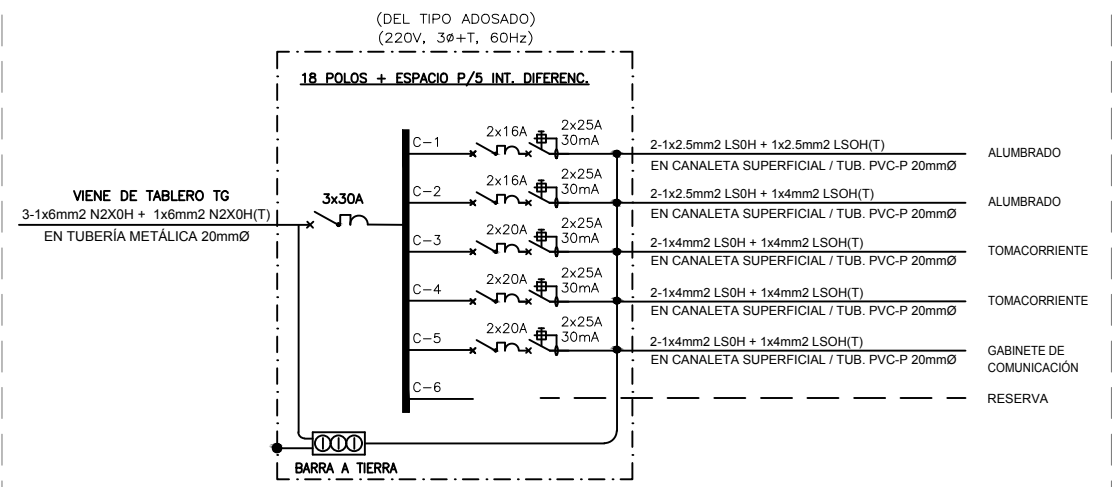 (DEL TIPO ADOSADO)
(220V, 3ø+T, 60Hz)
18 POLOS + ESPACIO P/5 INT. DIFERENC.
VIENE DE TABLERO TG
3-1x6mm2 N2X0H + 1x6mm2 N2X0H(T)
EN TUBERÍA METÁLICA 20mmØ
3x30A
C-1
2x16A
2x25A
30mA
2-1x2.5mm2 LS0H + 1x2.5mm2 LSOH(T)
EN CANALETA SUPERFICIAL / TUB. PVC-P 20mmØ
ALUMBRADO
C-2
2x16A
2x25A
30mA
2-1x2.5mm2 LS0H + 1x4mm2 LSOH(T)
EN CANALETA SUPERFICIAL / TUB. PVC-P 20mmØ
ALUMBRADO
C-3
2x20A
2x25A
30mA
2-1x4mm2 LS0H + 1x4mm2 LSOH(T)
EN CANALETA SUPERFICIAL / TUB. PVC-P 20mmØ
TOMACORRIENTE
C-4
2x20A
2x25A
30mA
2-1x4mm2 LS0H + 1x4mm2 LSOH(T)
EN CANALETA SUPERFICIAL / TUB. PVC-P 20mmØ
TOMACORRIENTE
C-5
2x20A
2x25A
30mA
2-1x4mm2 LS0H + 1x4mm2 LSOH(T)
EN CANALETA SUPERFICIAL / TUB. PVC-P 20mmØ
GABINETE DE
COMUNICACIÓN
C-6
RESERVA
BARRA A TIERRA